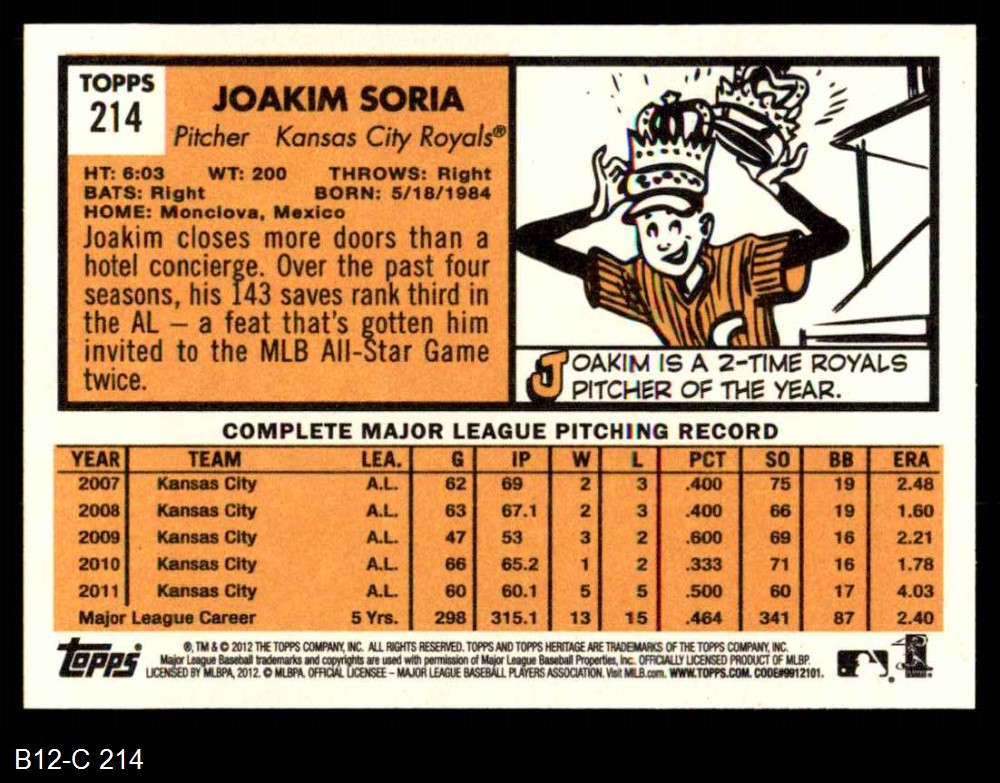 TOPPS
214
JOAKIM SORIA
Pitcher Kansas City Royals®
HT: 6:03 WT: 200 THROWS: Right
BATS: Right BORN: 5/18/1984
HOME: Monclova, Mexico
Joakim closes more doors than a
hotel concierge. Over the past four
seasons, his 143 saves rank third in
the AL – a feat that's gotten him
invited to the MLB All-Star Game
twice.
JOAKIM IS A 2-TIME ROYALS
PITCHER OF THE YEAR.
COMPLETE MAJOR LEAGUE PITCHING RECORD
YEAR TEAM LEA. G IP W L PCT SO BB ERA
2007 Kansas City A.L. 62 69 2 3 .400 75 19 2.48
2008 Kansas City A.L. 63 67.1 2 3 .400 66 19 1.60
2009 Kansas City A.L. 47 53 3 2 .600 69 16 2.21
2010 Kansas City A.L. 66 65.2 1 2 .333 71 16 1.78
2011 Kansas City A.L. 60 60.1 5 5 .500 60 17 4.03
Major League Career 5 Yrs. 298 315.1 13 15 .464 341 87 2.40
topps
®, TM & © 2012 THE TOPPS COMPANY, INC. ALL RIGHTS RESERVED. TOPPS AND TOPPS HERITAGE ARE TRADEMARKS OF THE TOPPS COMPANY, INC.
Major League Baseball trademarks and copyrights are used with permission of Major League Baseball Properties, Inc. OFFICIALLY LICENSED PRODUCT OF MLBP.
LICENSED BY MLBPA, 2012. © MLBPA. OFFICIAL LICENSEE – MAJOR LEAGUE BASEBALL PLAYERS ASSOCIATION. Visit MLB.com. WWW.TOPPS.COM. CODE#9912101.
B12-C 214